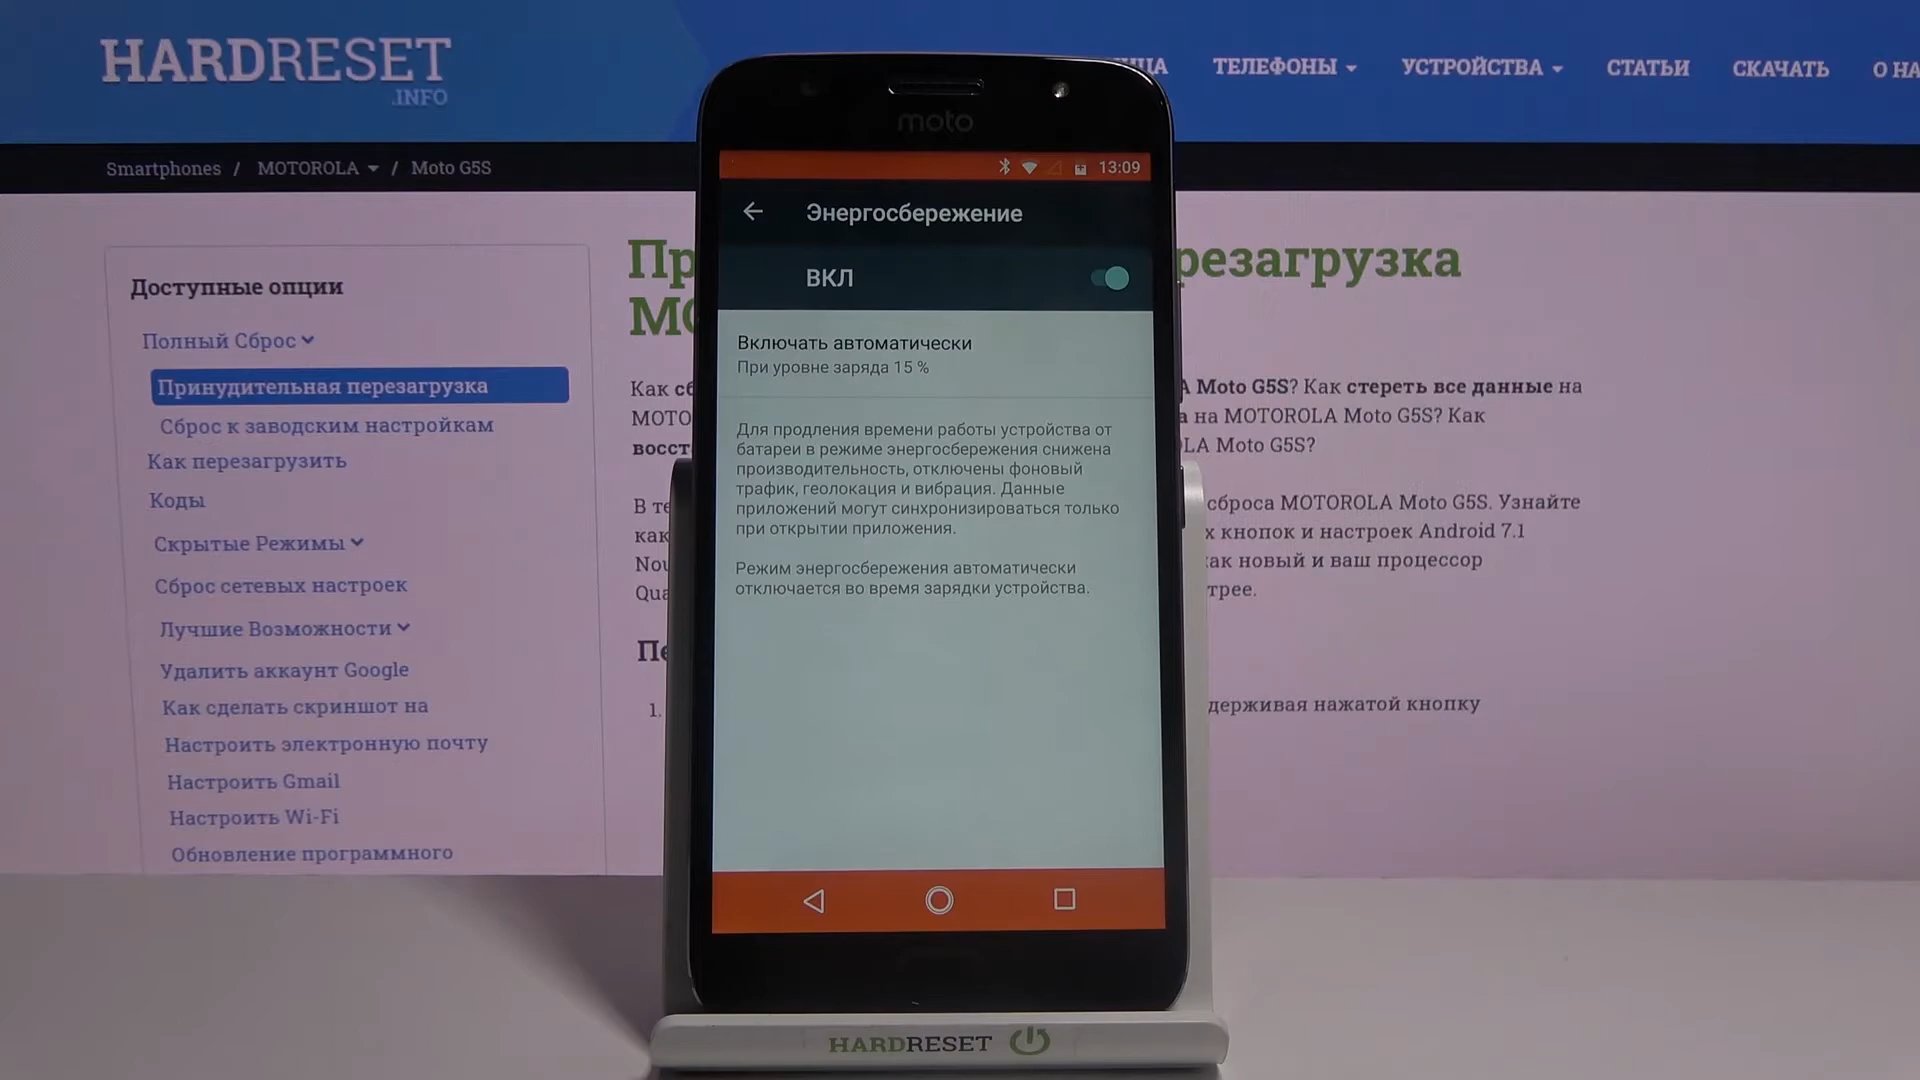 HARDRESET
.INFO
ТЕЛЕФОНЫ
УСТРОЙСТВА
СТАТЬИ
СКАЧАТЬ
Smartphones / MOTOROLA / Moto G5S
Доступные опции
Полный Сброс
Принудительная перезагрузка
Сброс к заводским настройкам
Как перезагрузить
Коды
Скрытые Режимы
Сброс сетевых настроек
Лучшие Возможности
Удалить аккаунт Google
Как сделать скриншот на
Настроить электронную почту
Настроить Gmail
Настроить Wi-Fi
Обновление программного
moto
13:09
Энергосбережение
ВКЛ
Включать автоматически
При уровне заряда 15 %
Для продления времени работы устройства от
батареи в режиме энергосбережения снижена
производительность, отключены фоновый
трафик, геолокация и вибрация. Данные
приложений могут синхронизироваться только
при открытии приложения.
Режим энергосбережения автоматически
отключается во время зарядки устройства.
Как
Moto G5S? Как стереть все данные на
на MOTOROLA Moto G5S? Как
Moto G5S?
сброса MOTOROLA Moto G5S. Узнайте
кнопок и настроек Android 7.1
новый и ваш процессор
1.
нажатой кнопку
HARDRESET